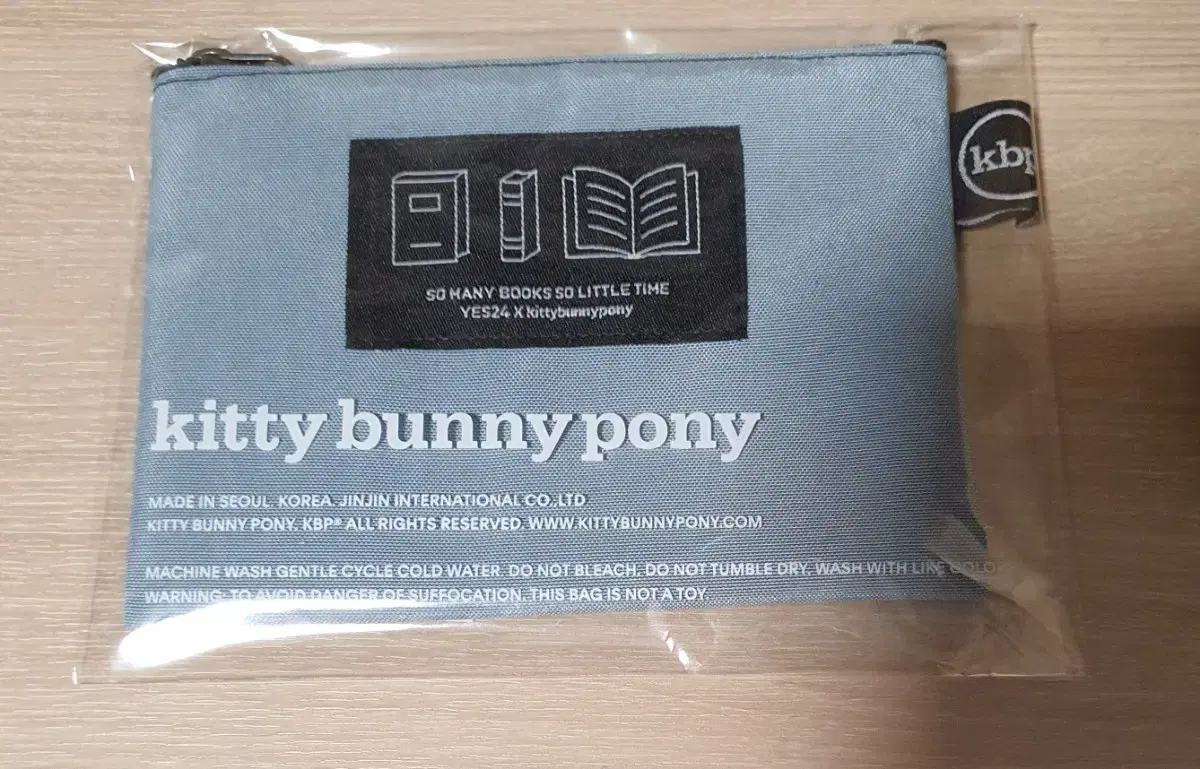 kbp
SO MANY BOOKS SO LITTLE TIME
YES24 X kittybunnypony
kitty bunny pony
MADE IN SEOUL. KOREA. JINJIN INTERNATIONAL CO.,LTD
KITTY BUNNY PONY. KBP® ALL RIGHTS RESERVED. WWW.KITTYBUNNYPONY.COM
MACHINE WASH GENTLE CYCLE COLD WATER. DO NOT BLEACH. DO NOT TUMBLE DRY. WASH WITH LIKE COLOR
WARNING: TO AVOID DANGER OF SUFFOCATION. THIS BAG IS NOT A TOY